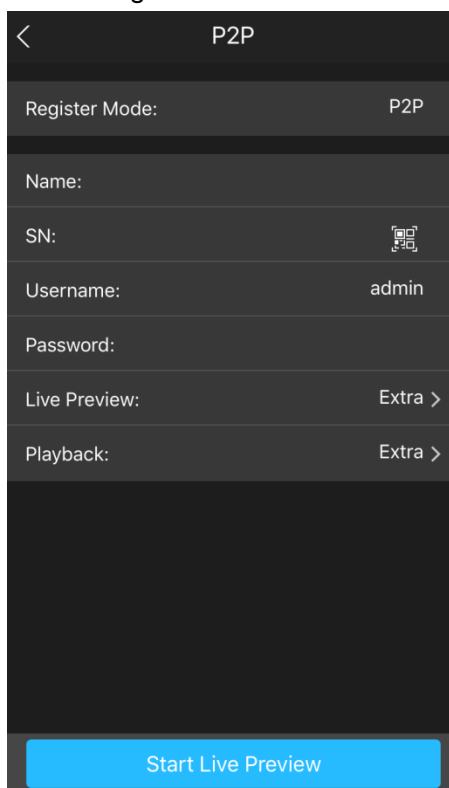 P2P
Register Mode: P2P
Name:
SN:
Username: admin
Password:
Live Preview: Extra >
Playback: Extra >
Start Live Preview